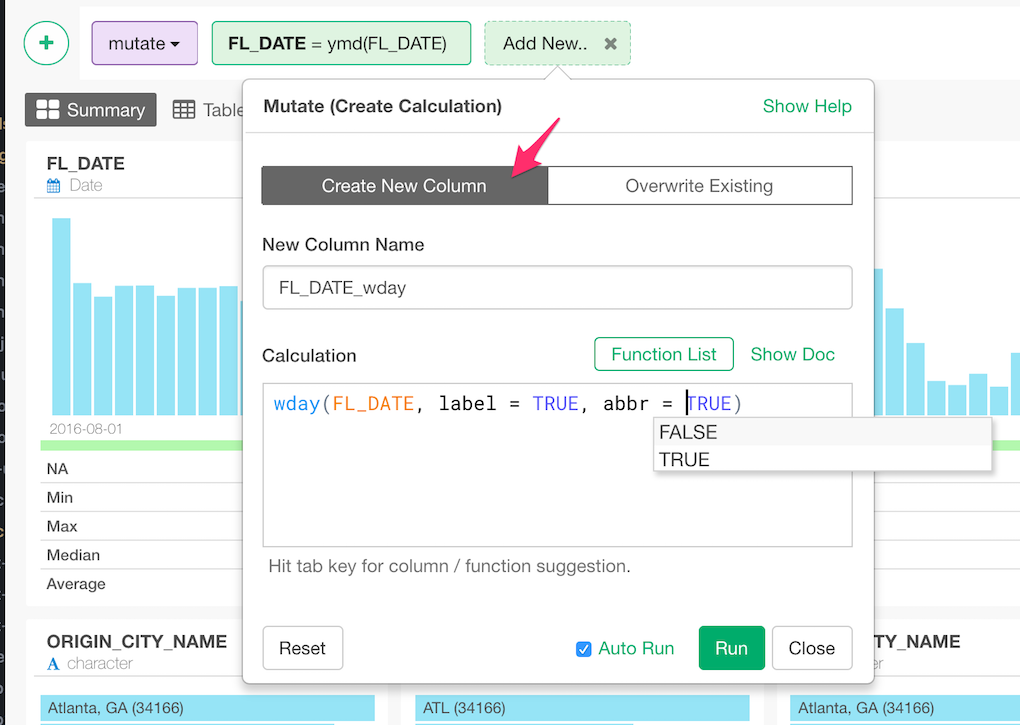 + mutate FL_DATE = ymd(FL_DATE) Add New.. ✖
Summary Table
Mutate (Create Calculation) Show Help
FL_DATE
Date
Create New Column Overwrite Existing
New Column Name
FL_DATE_wday
Calculation Function List Show Doc
wday(FL_DATE, label = TRUE, abbr = TRUE)
FALSE
TRUE
2016-08-01
NA
Min
Max
Median
Average
Hit tab key for column / function suggestion.
Reset Auto Run Run Close
ORIGIN_CITY_NAME TY_NAME
A character er
Atlanta, GA (34166) ATL (34166) Atlanta, GA (34166)